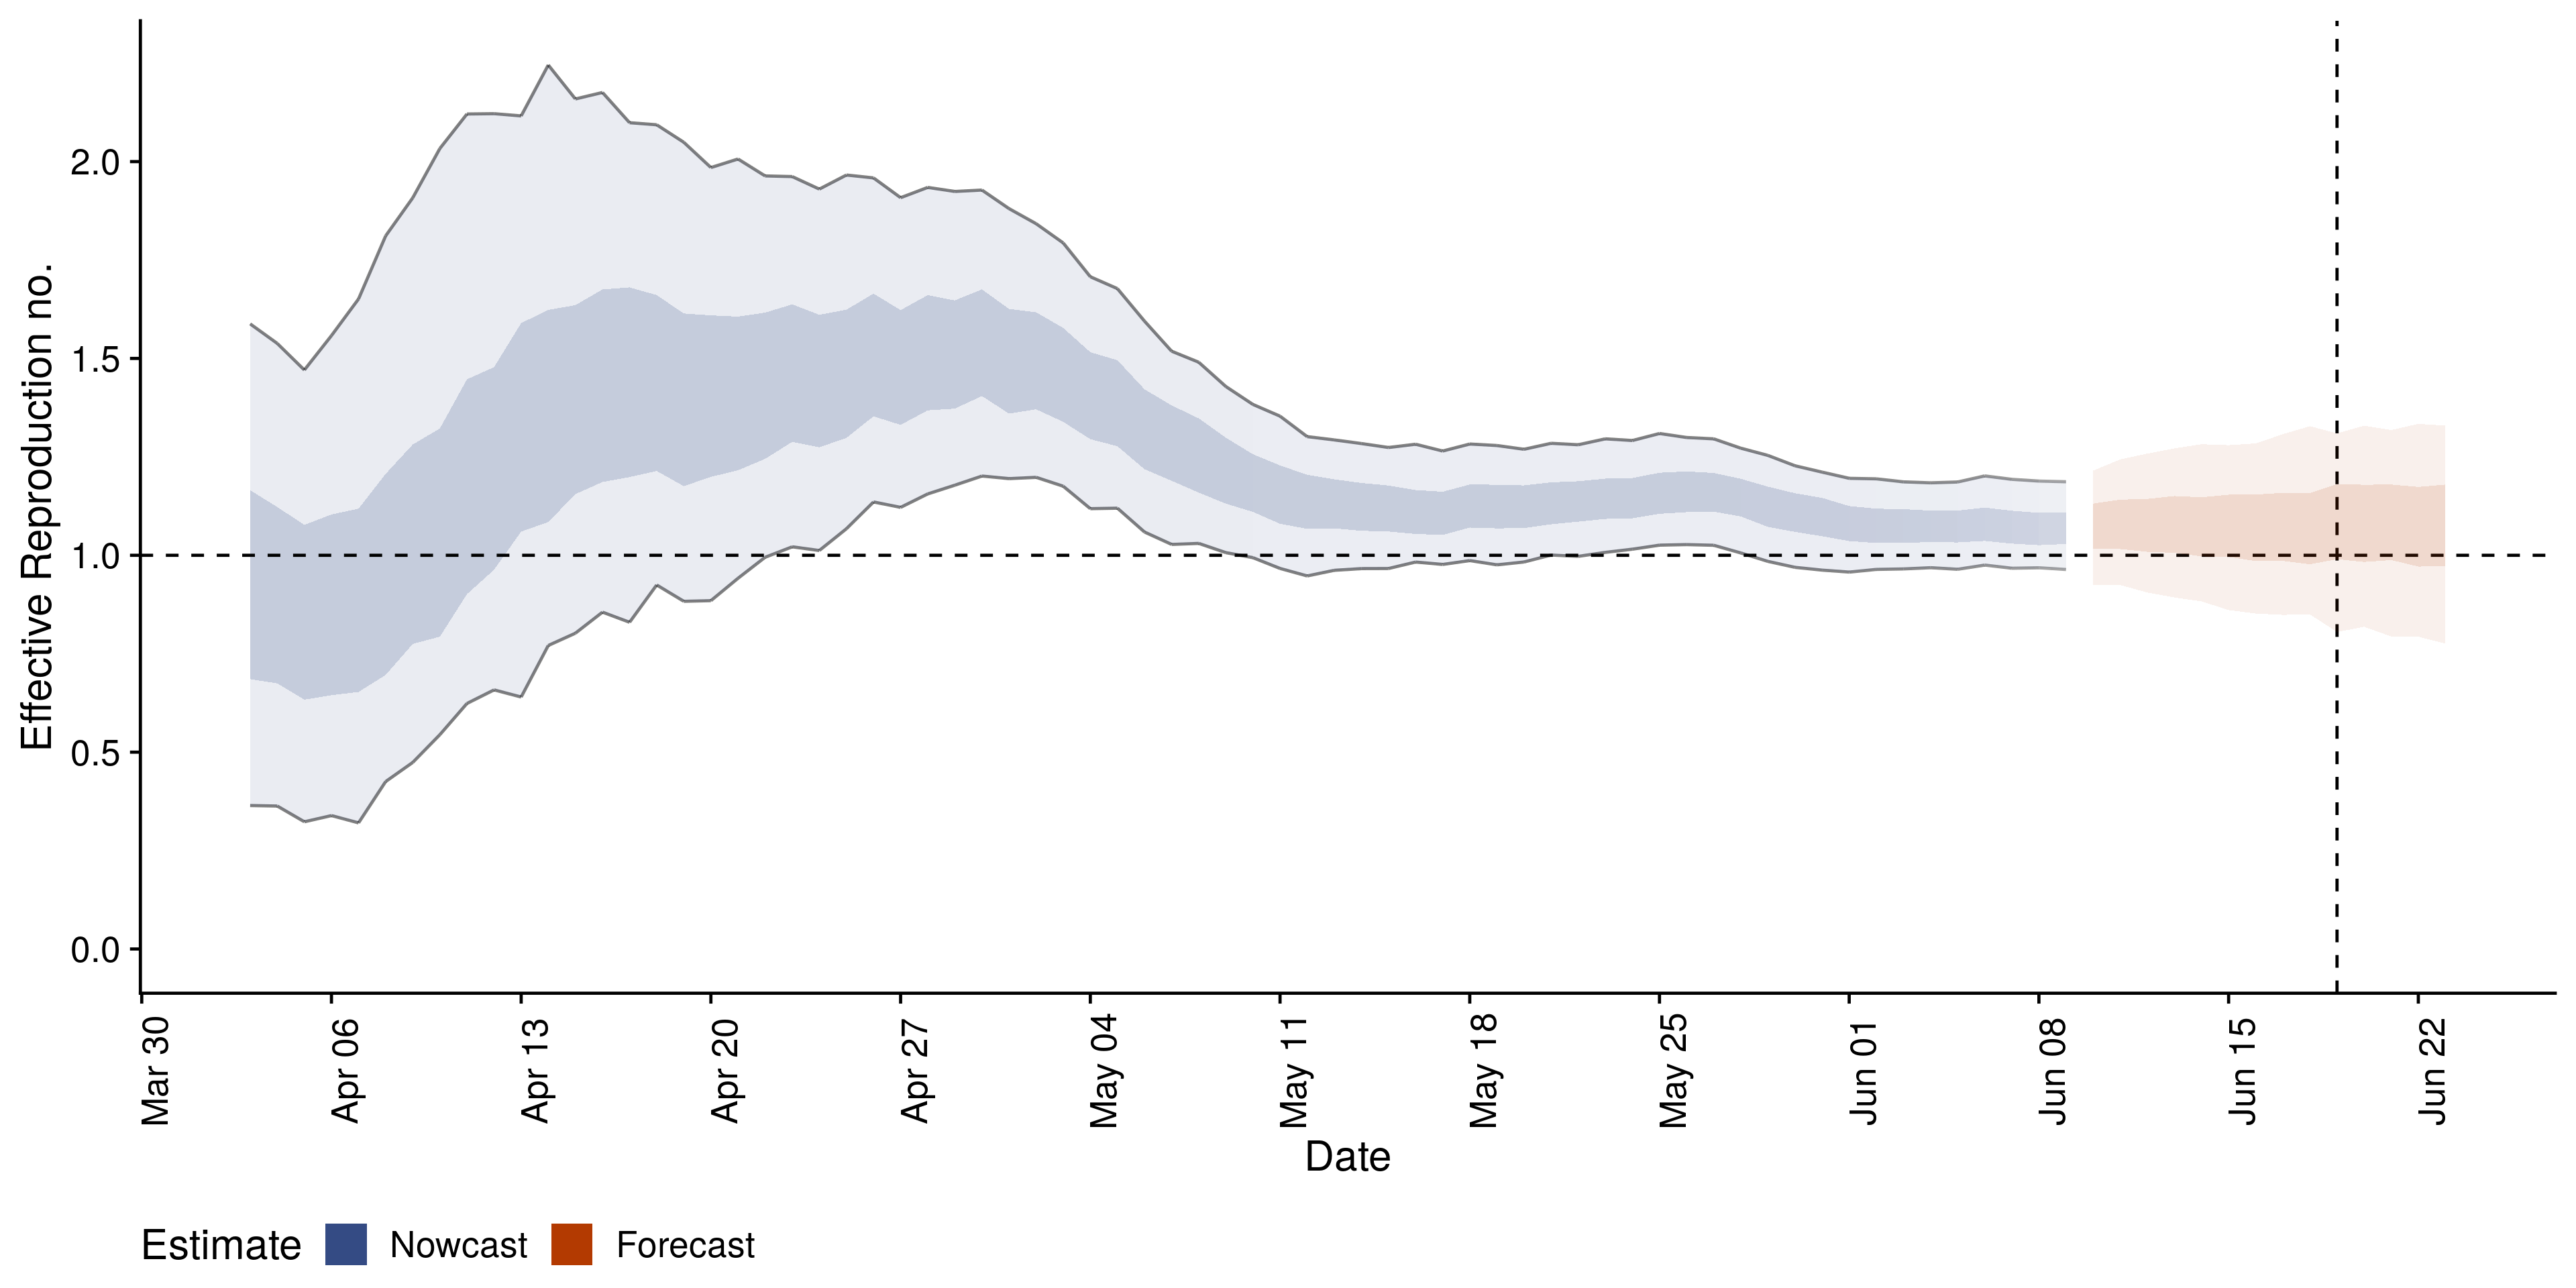 Effective Reproduction no.
2.0
1.5
1.0
0.5
0.0
Mar 30
Apr 06
Apr 13
Apr 20
Apr 27
May 04
May 11
May 18
May 25
Jun 01
Jun 08
Jun 15
Jun 22
Date
Estimate Nowcast Forecast